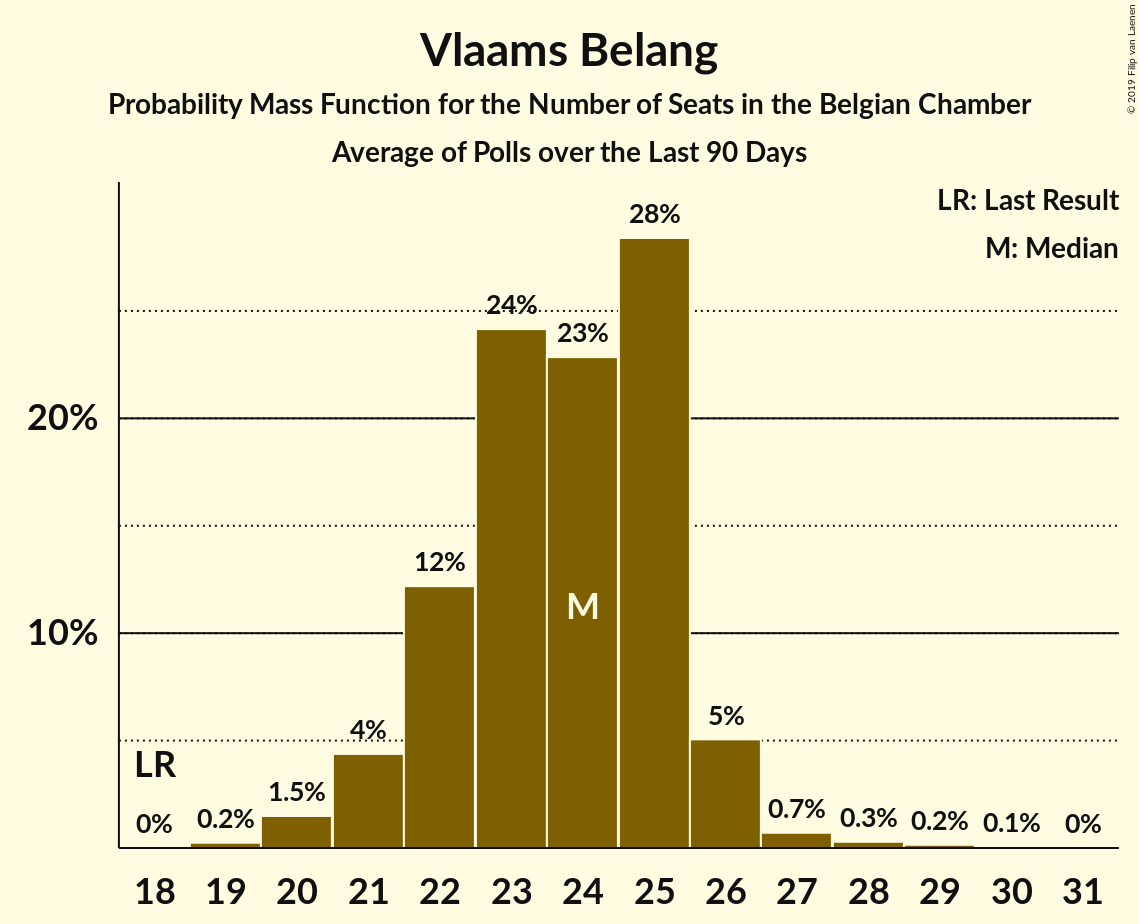 Vlaams Belang
Probability Mass Function for the Number of Seats in the Belgian Chamber
Average of Polls over the Last 90 Days
© 2019 Filip van Laenen
LR: Last Result
M: Median
28%
24%
23%
20%
12%
M
10%
5%
4%
LR
1.5%
0%
0.2%
0.7%
0.3%
0.2%
0.1%
0%
18 19 20 21 22 23 24 25 26 27 28 29 30 31